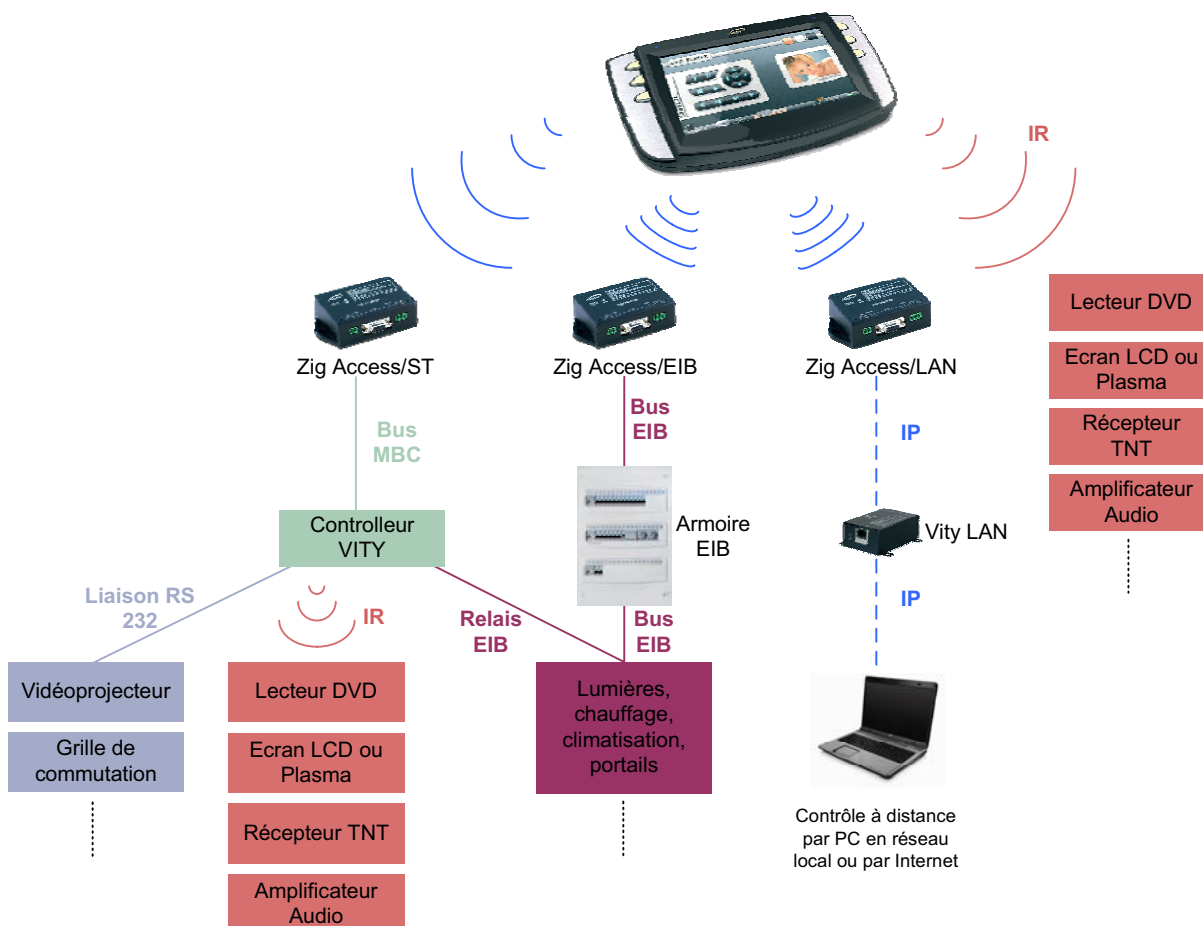 IR
Zig Access/ST
Zig Access/EIB
Zig Access/LAN
Lecteur DVD
Ecran LCD ou
Plasma
Récepteur
TNT
Amplificateur
Audio
Bus
MBC
Bus
EIB
IP
Controlleur
VITY
Armoire
EIB
Vity LAN
Liaison RS
232
IR
Relais
EIB
Bus
EIB
IP
Vidéoprojecteur
Grille de
commutation
Lecteur DVD
Ecran LCD ou
Plasma
Récepteur TNT
Amplificateur
Audio
Lumières,
chauffage,
climatisation,
portails
Contrôle à distance
par PC en réseau
local ou par Internet